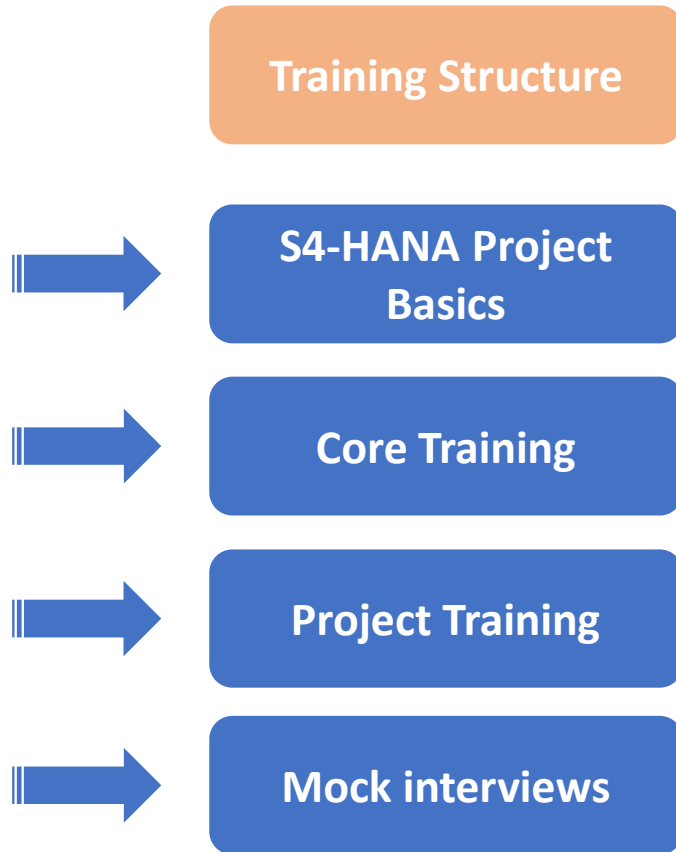 Training Structure
S4-HANA Project
Basics
Core Training
Project Training
Mock interviews